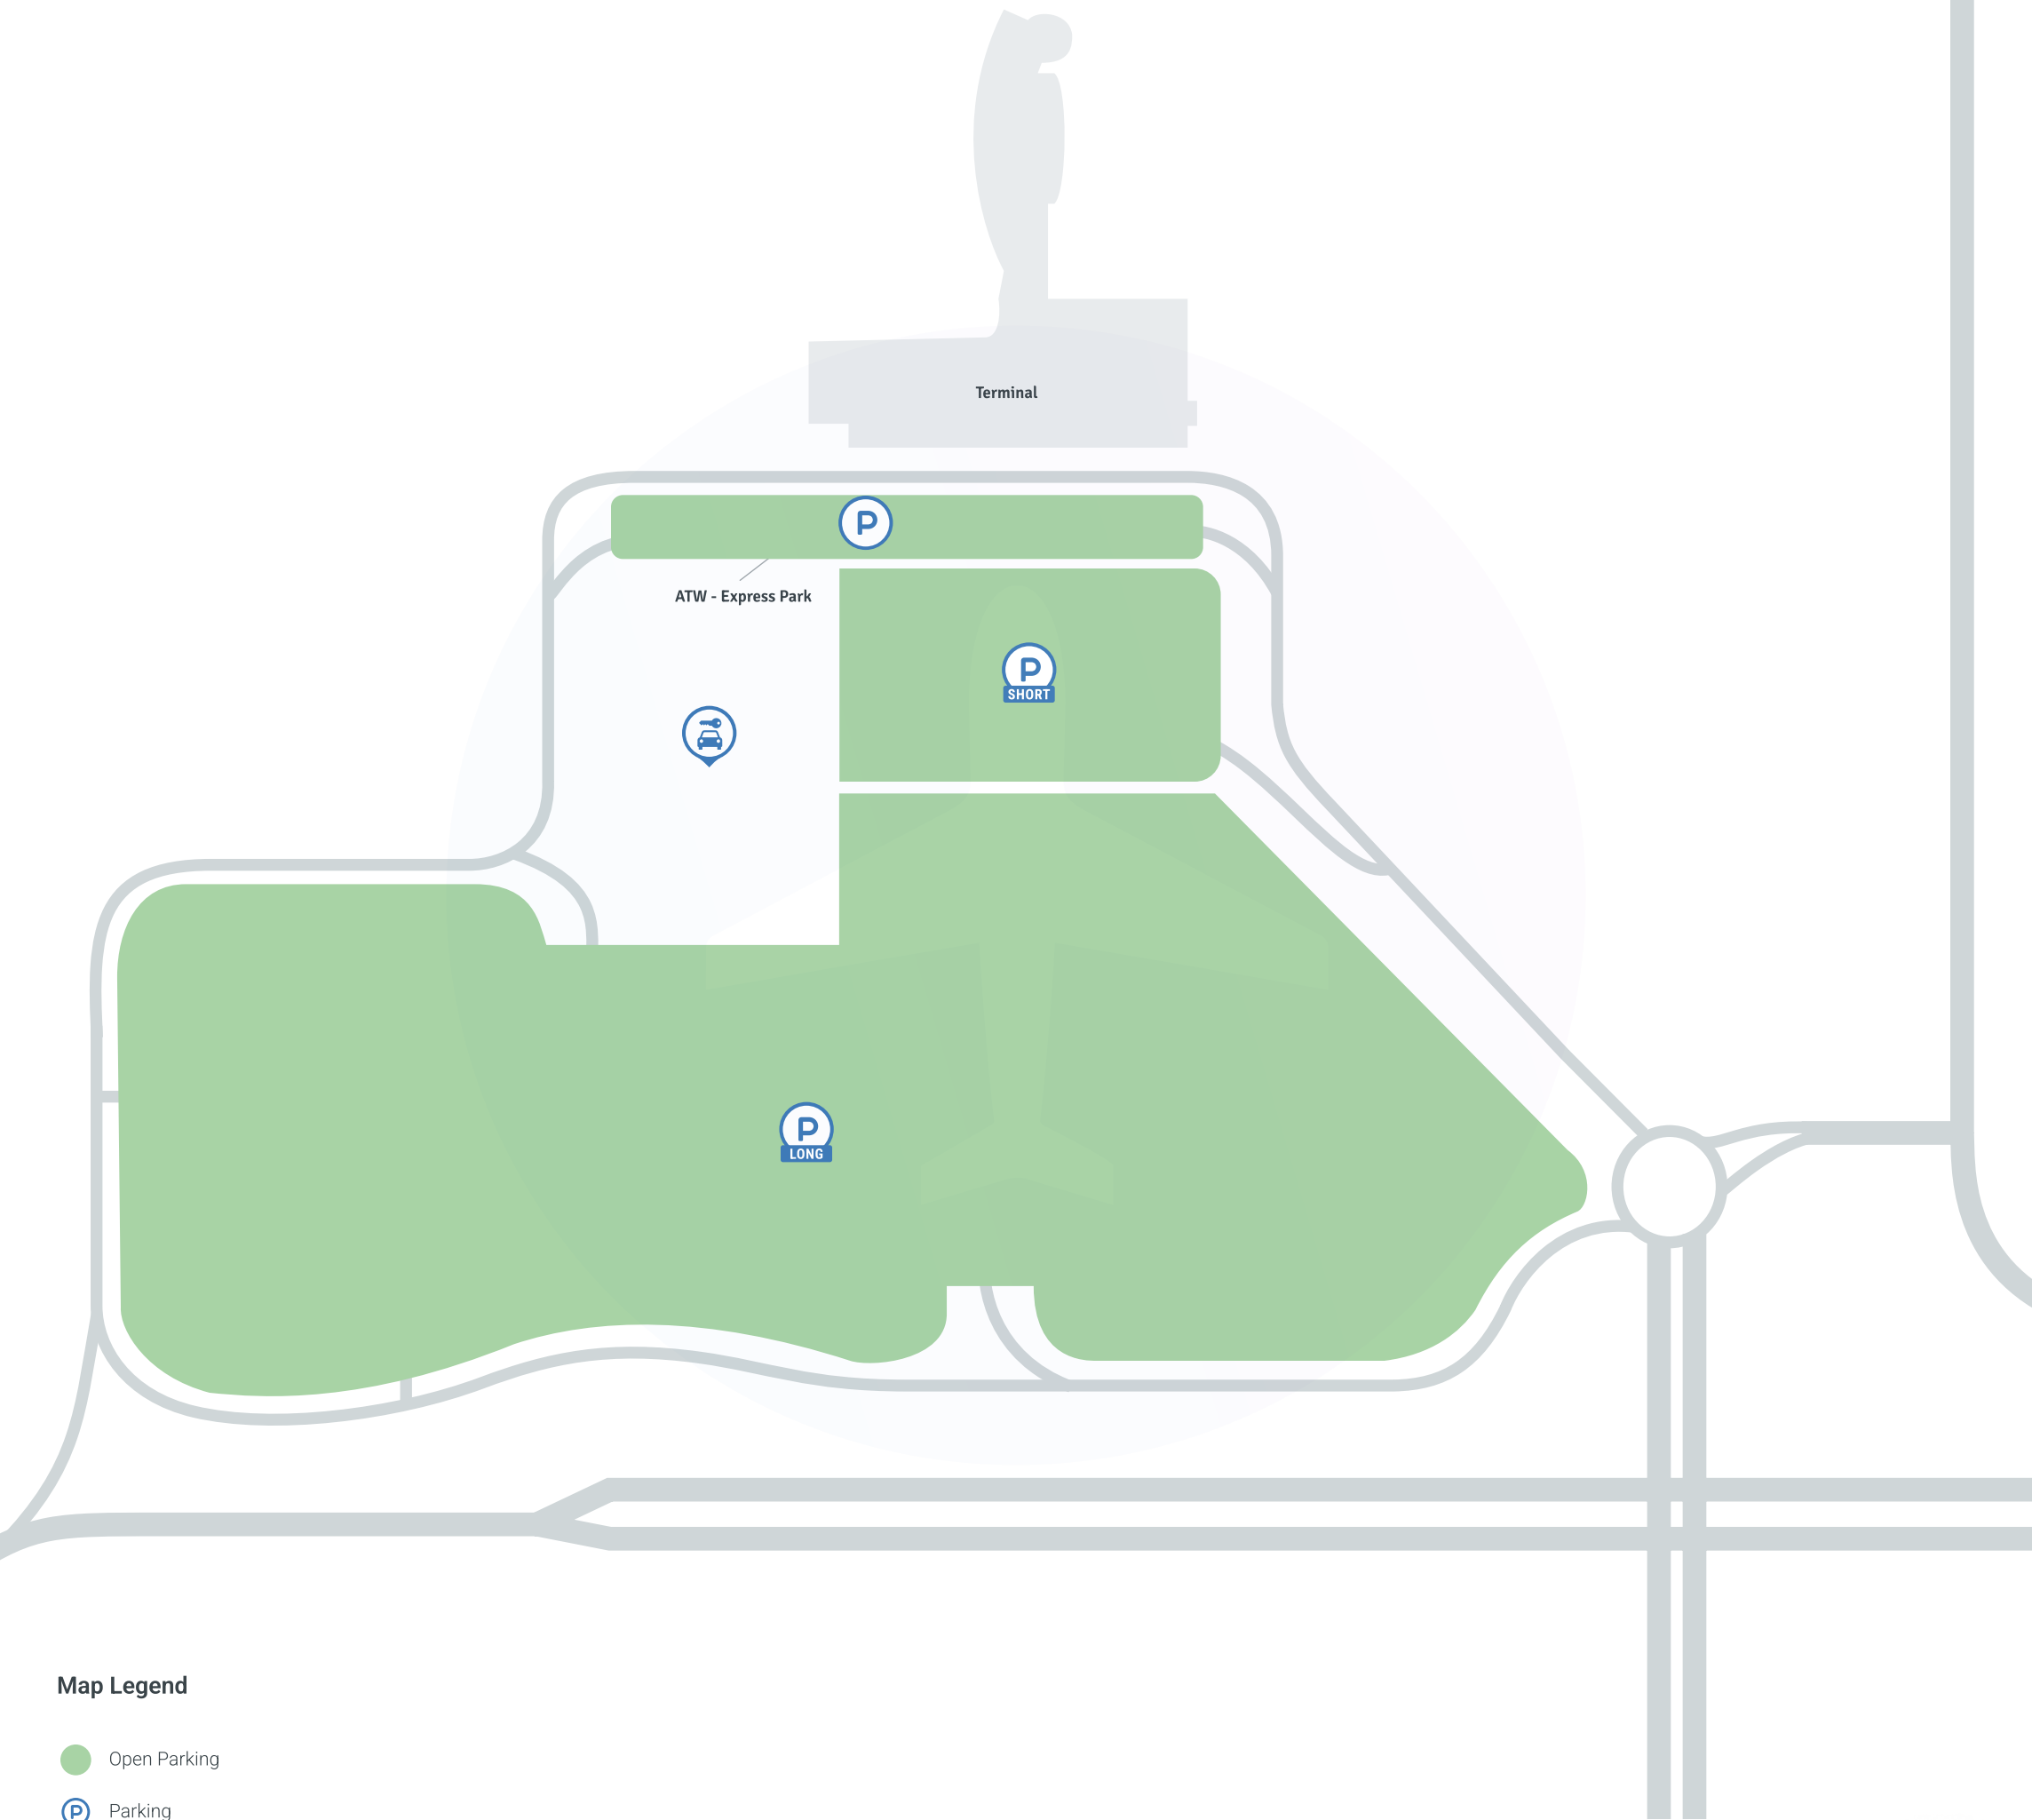 Terminal
P
ATW - Express Park
P
SHORT
P
LONG
Map Legend
Open Parking
P Parking